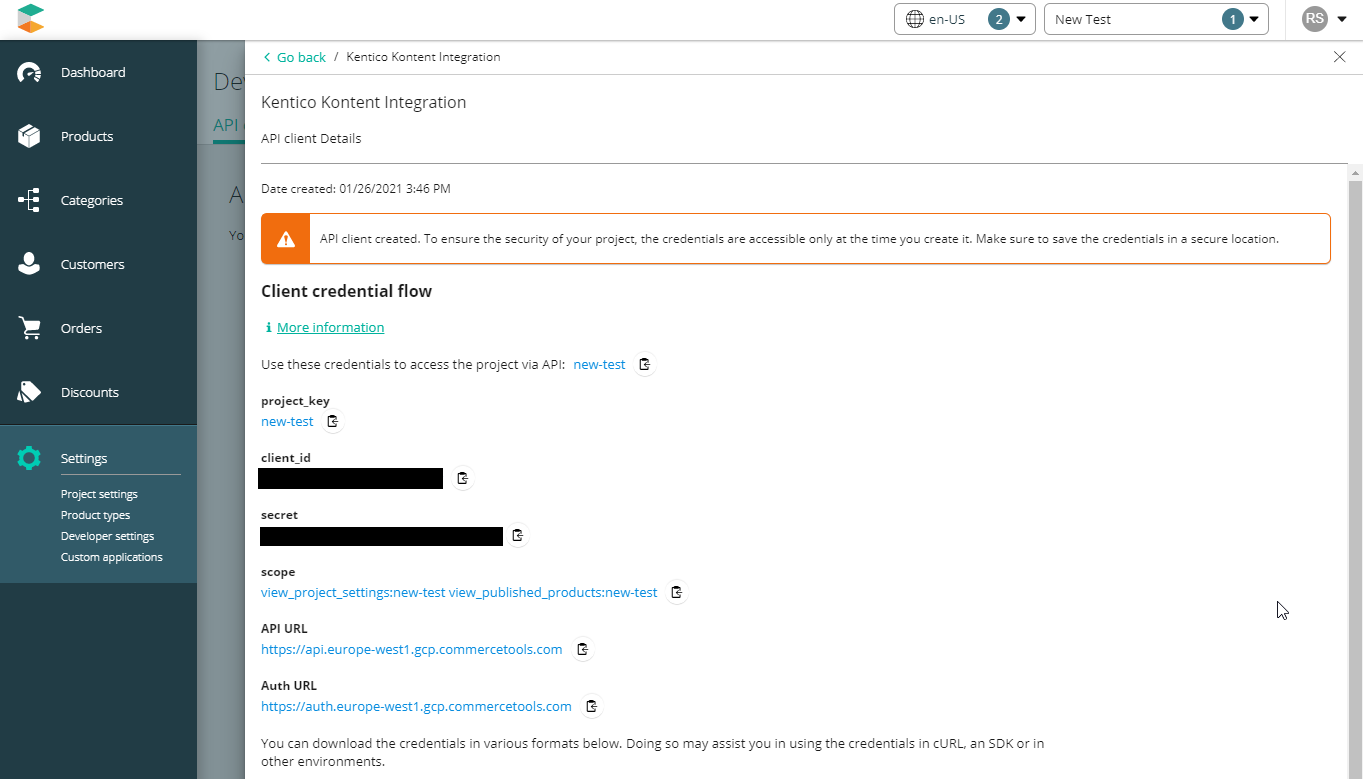 en-US 2
New Test 1
RS
Dashboard
Products
Categories
Customers
Orders
Discounts
Settings
Project settings
Product types
Developer settings
Custom applications
De
API
A
Yo
Go back / Kentico Kontent Integration
Kentico Kontent Integration
API client Details
Date created: 01/26/2021 3:46 PM
API client created. To ensure the security of your project, the credentials are accessible only at the time you create it. Make sure to save the credentials in a secure location.
Client credential flow
More information
Use these credentials to access the project via API: new-test
project_key
new-test
client_id
secret
scope
view_project_settings:new-test view_published_products:new-test
API URL
https://api.europe-west1.gcp.commercetools.com
Auth URL
https://auth.europe-west1.gcp.commercetools.com
You can download the credentials in various formats below. Doing so may assist you in using the credentials in cURL, an SDK or in
other environments.